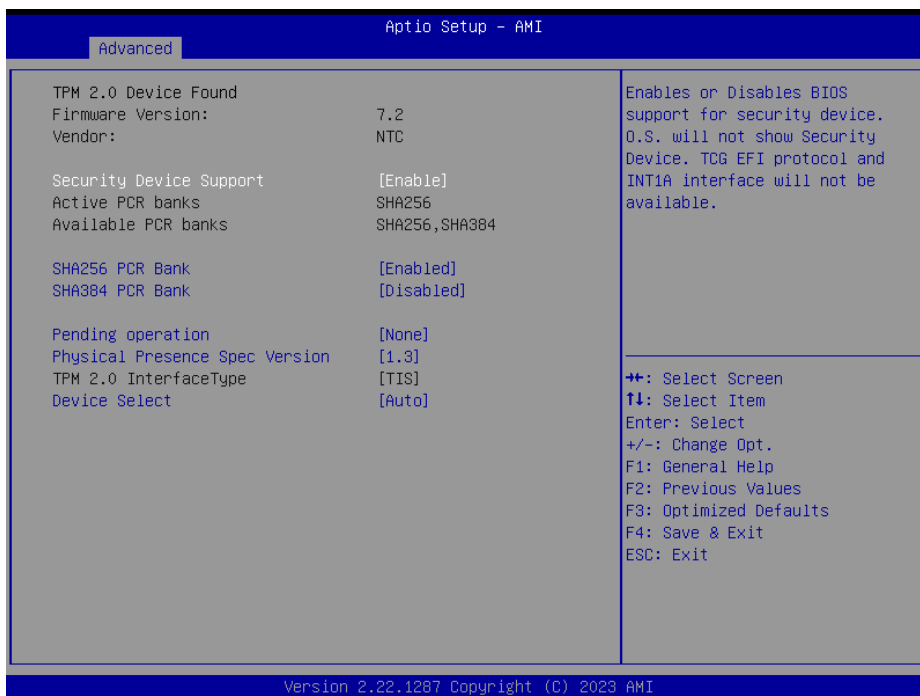 Aptio Setup – AMI
Advanced
TPM 2.0 Device Found
Firmware Version: 7.2
Vendor: NTC
Security Device Support [Enable]
Active PCR banks SHA256
Available PCR banks SHA256,SHA384
SHA256 PCR Bank [Enabled]
SHA384 PCR Bank [Disabled]
Pending operation [None]
Physical Presence Spec Version [1.3]
TPM 2.0 InterfaceType [TIS]
Device Select [Auto]
Enables or Disables BIOS
support for security device.
O.S. will not show Security
Device. TCG EFI protocol and
INT1A interface will not be
available.
→←: Select Screen
↑↓: Select Item
Enter: Select
+/-: Change Opt.
F1: General Help
F2: Previous Values
F3: Optimized Defaults
F4: Save & Exit
ESC: Exit
Version 2.22.1287 Copyright (C) 2023 AMI